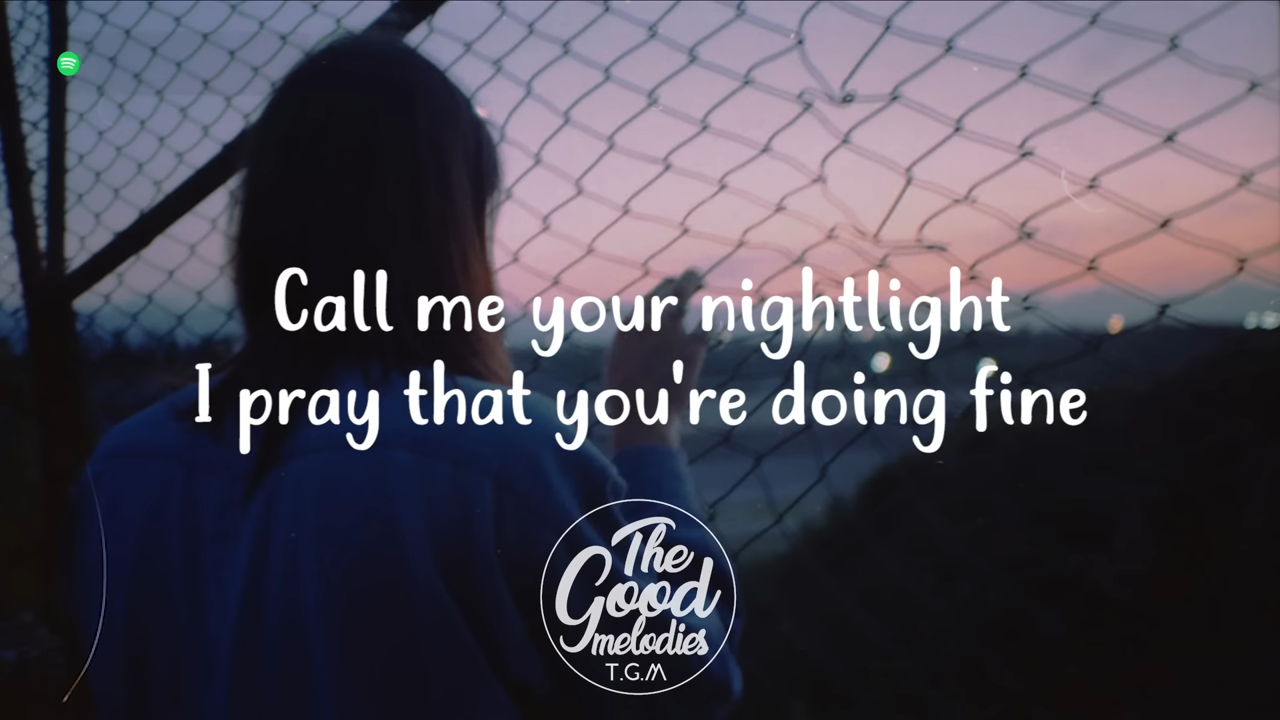 Call me your nightlight
I pray that you're doing fine
The
Good
melodies
T.G.M